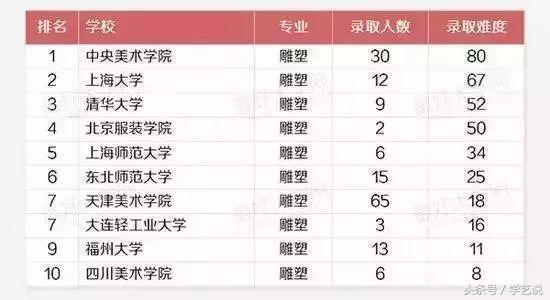 排名 学校 专业 录取人数 录取难度
1 中央美术学院 雕塑 30 80
2 上海大学 雕塑 12 67
3 清华大学 雕塑 9 52
4 北京服装学院 雕塑 2 50
5 上海师范大学 雕塑 6 34
6 东北师范大学 雕塑 15 25
7 天津美术学院 雕塑 65 18
7 大连轻工业大学 雕塑 3 16
9 福州大学 雕塑 13 11
10 四川美术学院 雕塑 6 8
头条号／学艺说